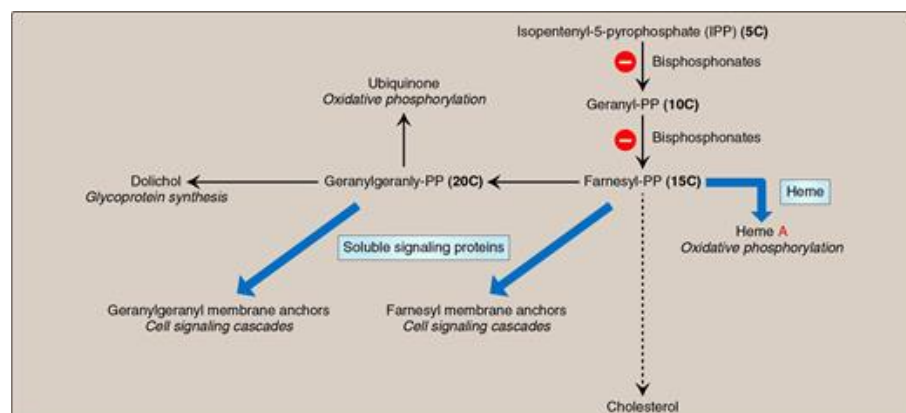 Isopentenyl-5-pyrophosphate (IPP) (5C)
Bisphosphonates
Ubiquinone
Oxidative phosphorylation
Geranyl-PP (10C)
Bisphosphonates
Dolichol
Glycoprotein synthesis
Geranylgeranly-PP (20C)
Farnesyl-PP (15C)
Heme
Heme A
Oxidative phosphorylation
Soluble signaling proteins
Geranylgeranyl membrane anchors
Cell signaling cascades
Farnesyl membrane anchors
Cell signaling cascades
Cholesterol